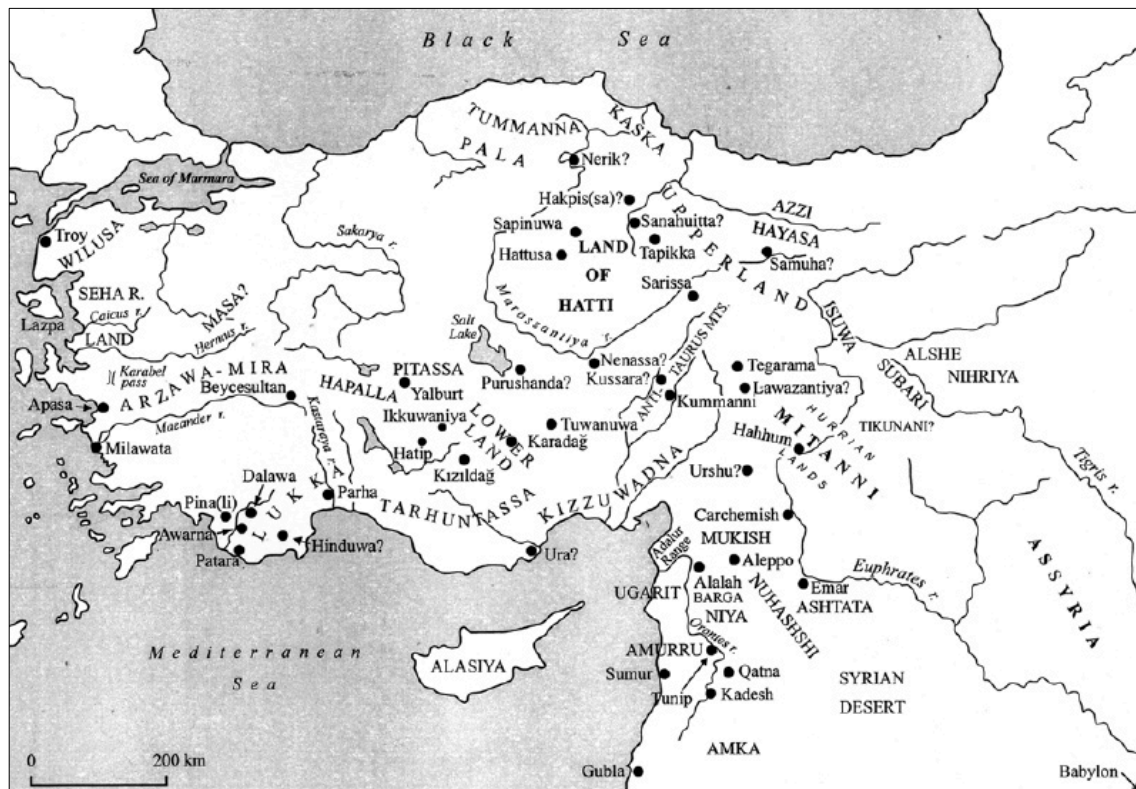 Black Sea
TUMMANNA
KASKA
PALA
Nerik?
Sea of Marmara
Hakpis(sa)?
AZZI
Troy
WILUSA
Sakarya r.
Sapinuwa
Sanahuitta?
UPPER LAND
HAYASA
Hattusa
LAND
OF
HATTI
Tapikka
Samuha?
SEHA R.
LAND
MASA?
Sarissa
Lazpa
Caicus r.
Hermus r.
Marassantiya r.
ISUWA
Salt
Lake
ANTI-TAURUS MTS.
ALSHE
Karabel
pass
PITASSA
Nenassa?
Tegarama
SUBARI
NIHRIYA
ARZAWA-MIRA
HAPALLA
Yalburt
Purushanda?
Kussara?
Lawazantiya?
Beycesultan
Kummanni
Apasa
Ikkuwaniya
LOWER
LAND
Tuwanuwa
MITANNI
HURRIAN
LANDS
TIKUNANI?
Maeander r.
Kastaraya r.
Karadağ
Hahhum
Milawata
Hatip
Kızıldağ
Urshu?
Tigris r.
Dalawa
LUKKA
Parha
TARHUNTASSA
KIZZUWADNA
Pina(li)
Carchemish
ASSYRIA
Awarna
Hinduwa?
Adalur
Range
MUKISH
Patara
Ura?
Aleppo
Euphrates r.
Alalah
Emar
UGARIT
BARGA
NUHASHSHI
ASHTATA
NIYA
Orontes r.
Mediterranean
Sea
ALASIYA
AMURRU
Sumur
Qatna
SYRIAN
DESERT
Tunip
Kadesh
AMKA
0 200 km
Gubla
Babylon